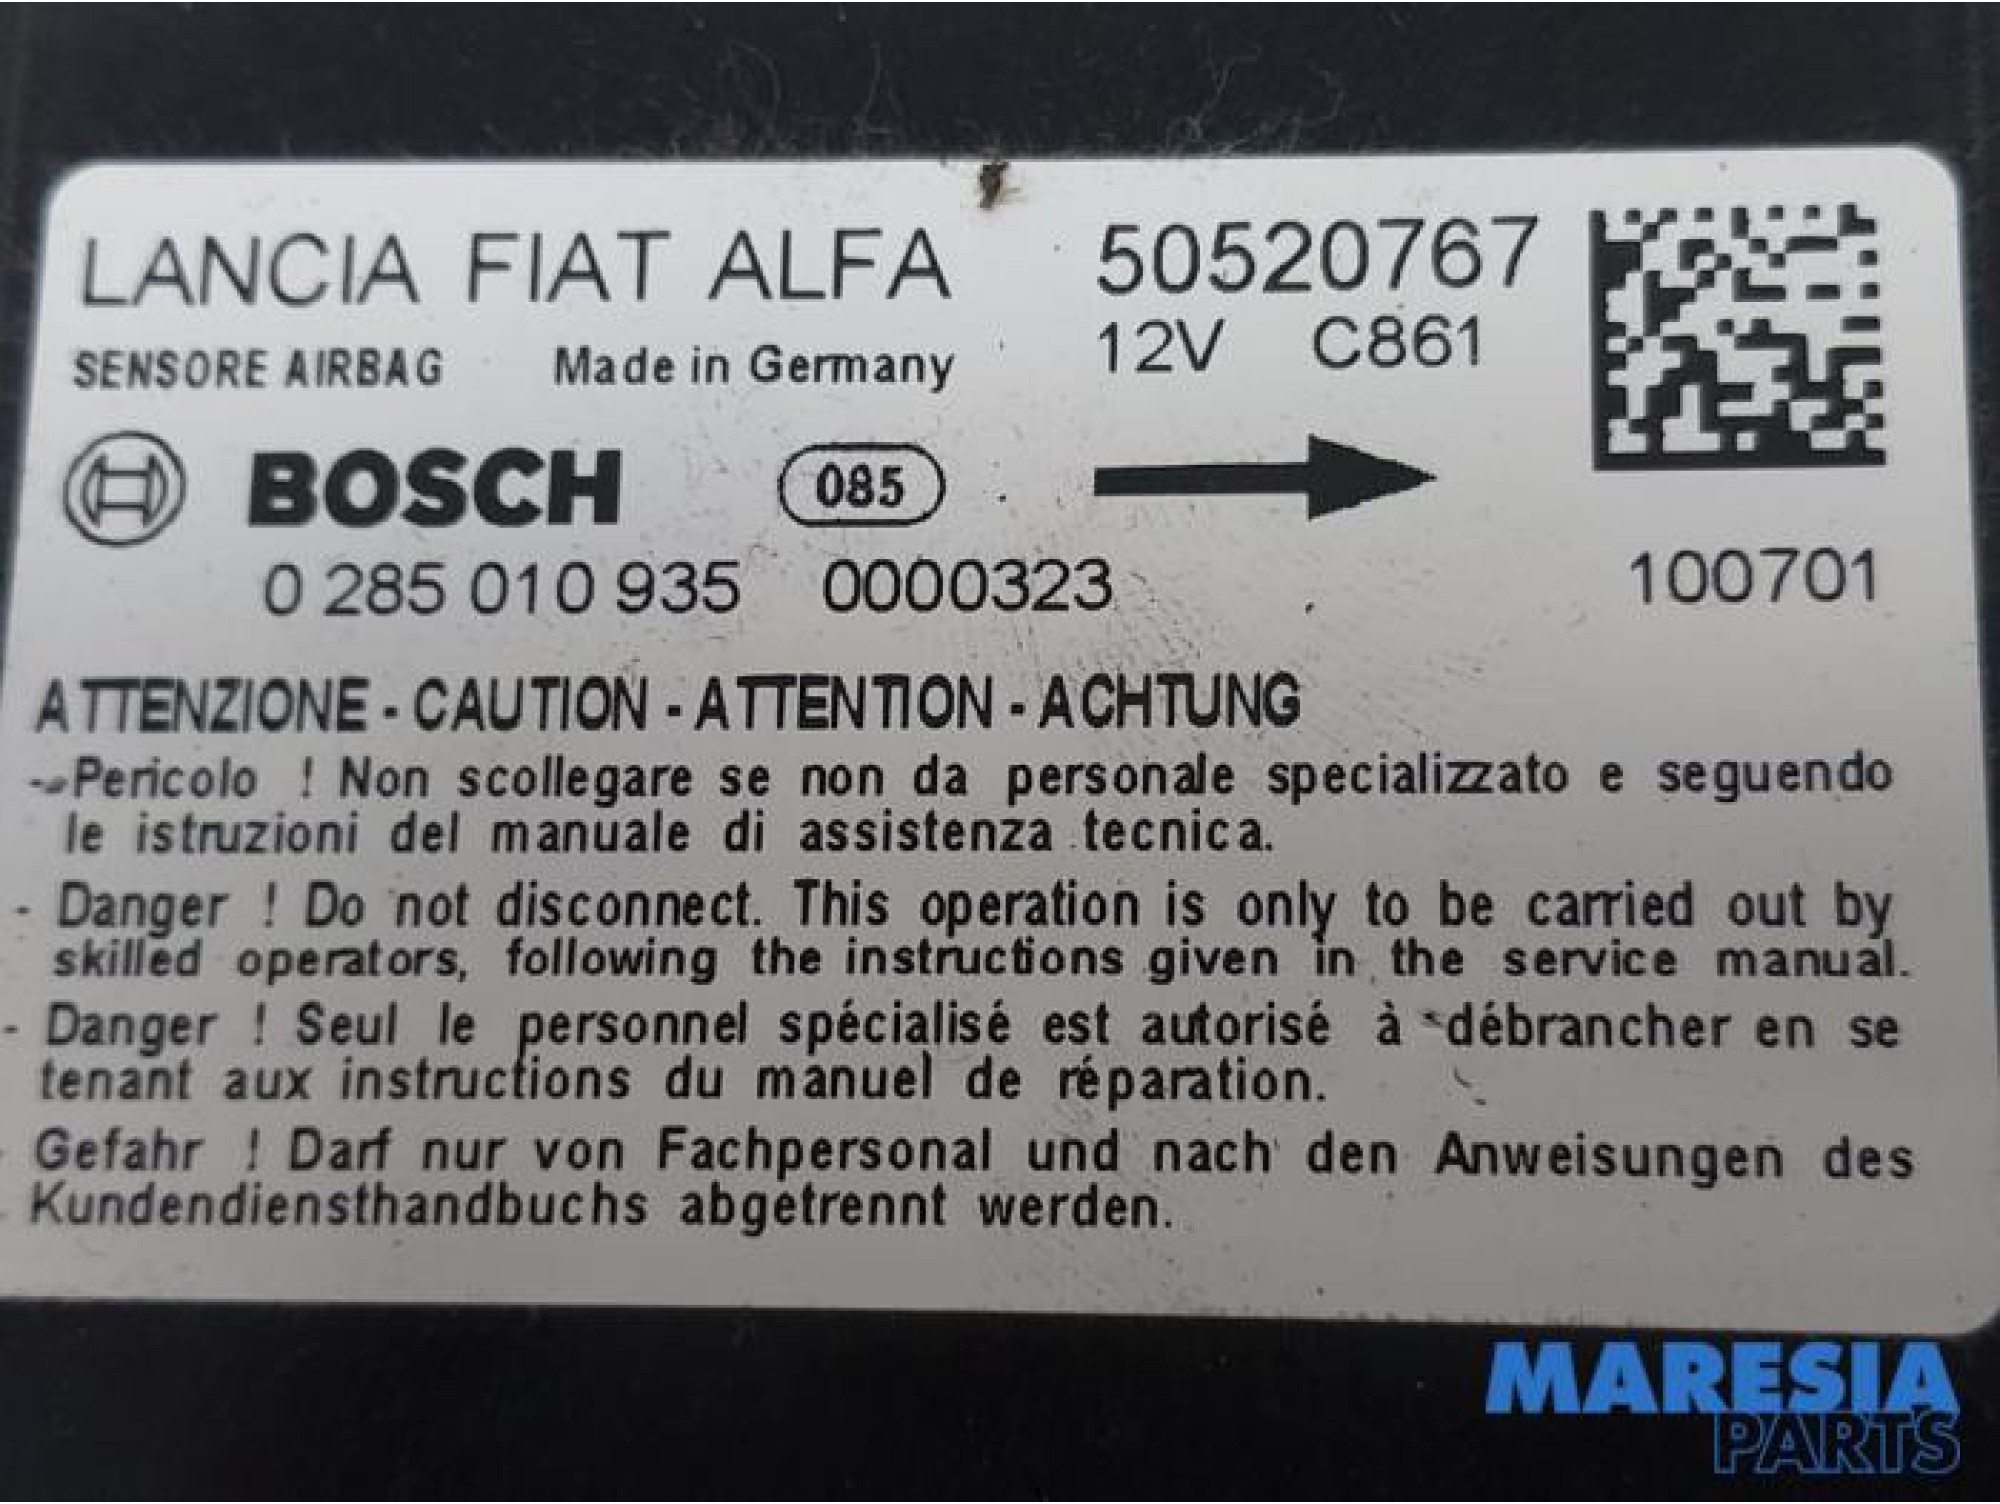 LANCIA FIAT ALFA 50520767
SENSORE AIRBAG Made in Germany 12V C861
BOSCH 085
0 285 010 935 0000323 100701
ATTENZIONE - CAUTION - ATTENTION - ACHTUNG
- Pericolo ! Non scollegare se non da personale specializzato e seguendo
le istruzioni del manuale di assistenza tecnica.
- Danger ! Do not disconnect. This operation is only to be carried out by
skilled operators, following the instructions given in the service manual.
- Danger ! Seul le personnel spécialisé est autorisé à débrancher en se
tenant aux instructions du manuel de réparation.
- Gefahr ! Darf nur von Fachpersonal und nach den Anweisungen des
Kundendiensthandbuchs abgetrennt werden.
MARESIA
PARTS